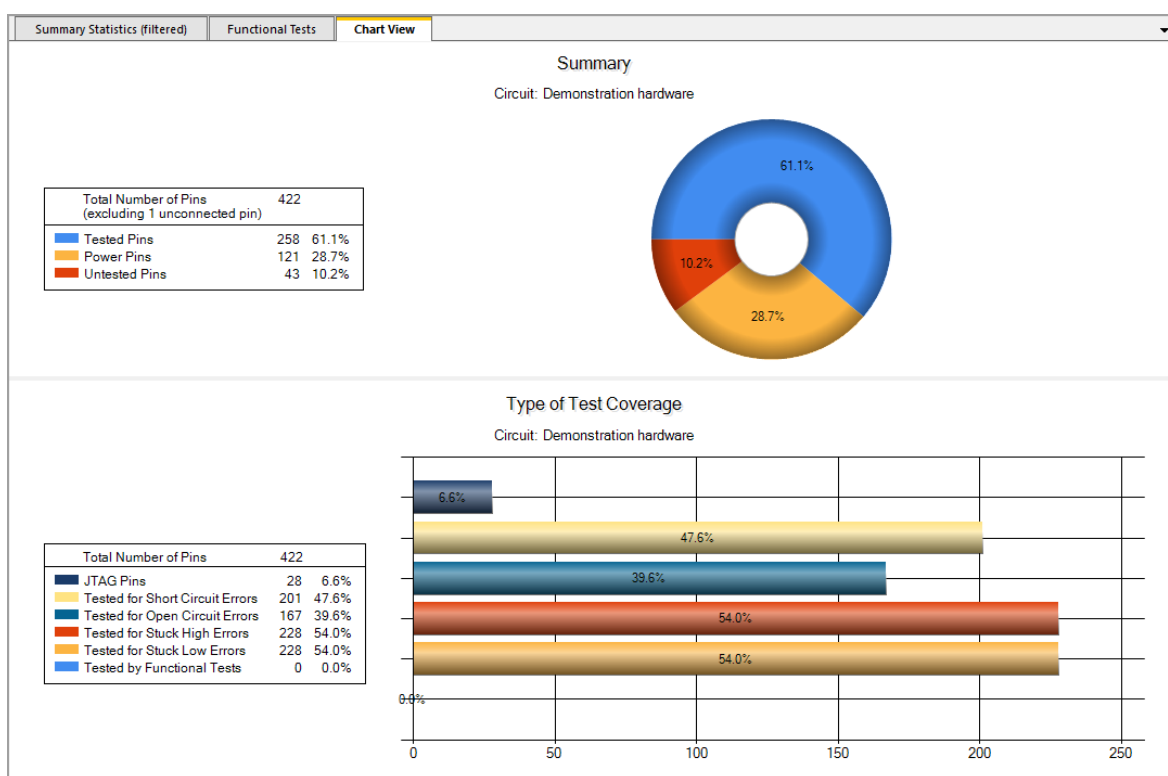 Summary Statistics (filtered)
Functional Tests
Chart View
Summary
Circuit: Demonstration hardware
Total Number of Pins 422
(excluding 1 unconnected pin)
Tested Pins 258 61.1%
Power Pins 121 28.7%
Untested Pins 43 10.2%
61.1%
10.2%
28.7%
Type of Test Coverage
Circuit: Demonstration hardware
Total Number of Pins 422
JTAG Pins 28 6.6%
Tested for Short Circuit Errors 201 47.6%
Tested for Open Circuit Errors 167 39.6%
Tested for Stuck High Errors 228 54.0%
Tested for Stuck Low Errors 228 54.0%
Tested by Functional Tests 0 0.0%
6.6%
47.6%
39.6%
54.0%
54.0%
0.0%
0 50 100 150 200 250